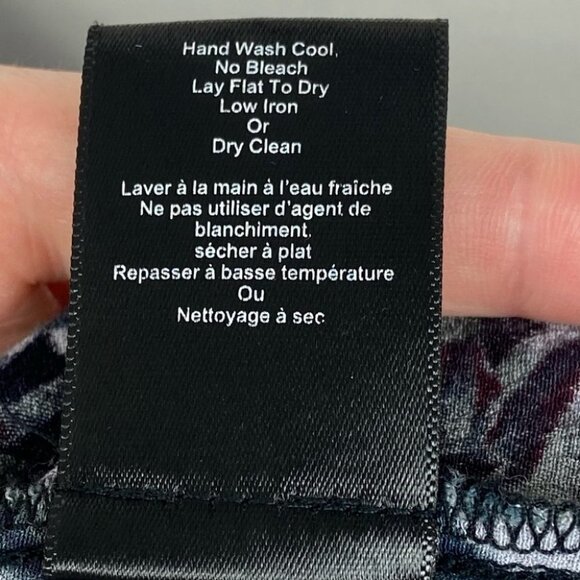 Hand Wash Cool,
No Bleach
Lay Flat To Dry
Low Iron
Or
Dry Clean
Laver à la main à l'eau fraîche
Ne pas utiliser d'agent de
blanchiment,
sécher à plat
Repasser à basse température
Ou
Nettoyage à sec